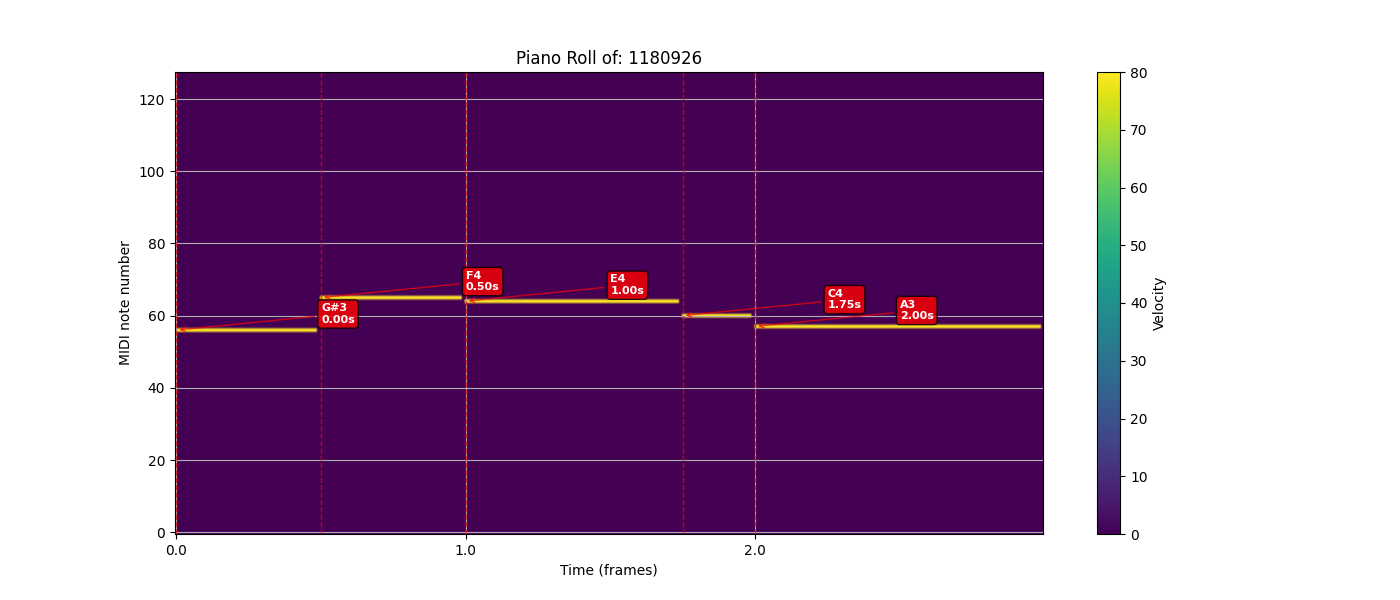 Piano Roll of: 1180926
MIDI note number
120
100
80
60
40
20
0
G#3
0.00s
F4
0.50s
E4
1.00s
C4
1.75s
A3
2.00s
0.0
1.0
2.0
Time (frames)
80
70
60
50
40
30
20
10
0
Velocity